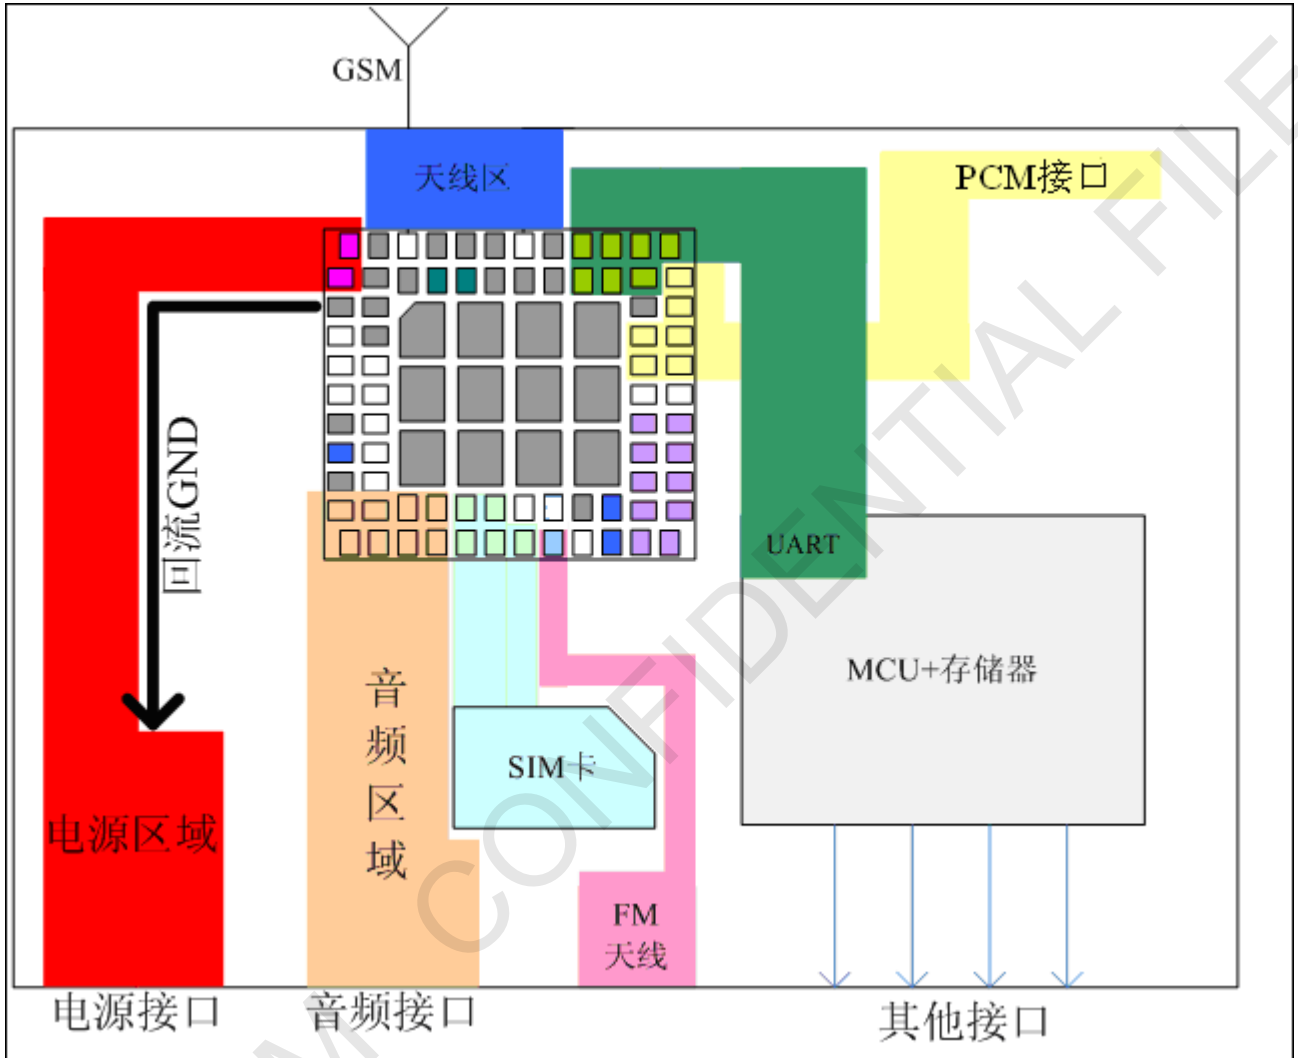 GSM
天线区
PCM接口
回流GND
UART
MCU+存储器
音频区域
SIM卡
电源区域
FM
天线
电源接口
音频接口
其他接口
CONFIDENTIAL FILE